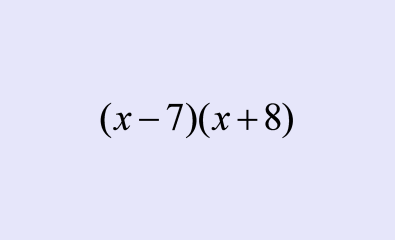 (x − 7)(x + 8)